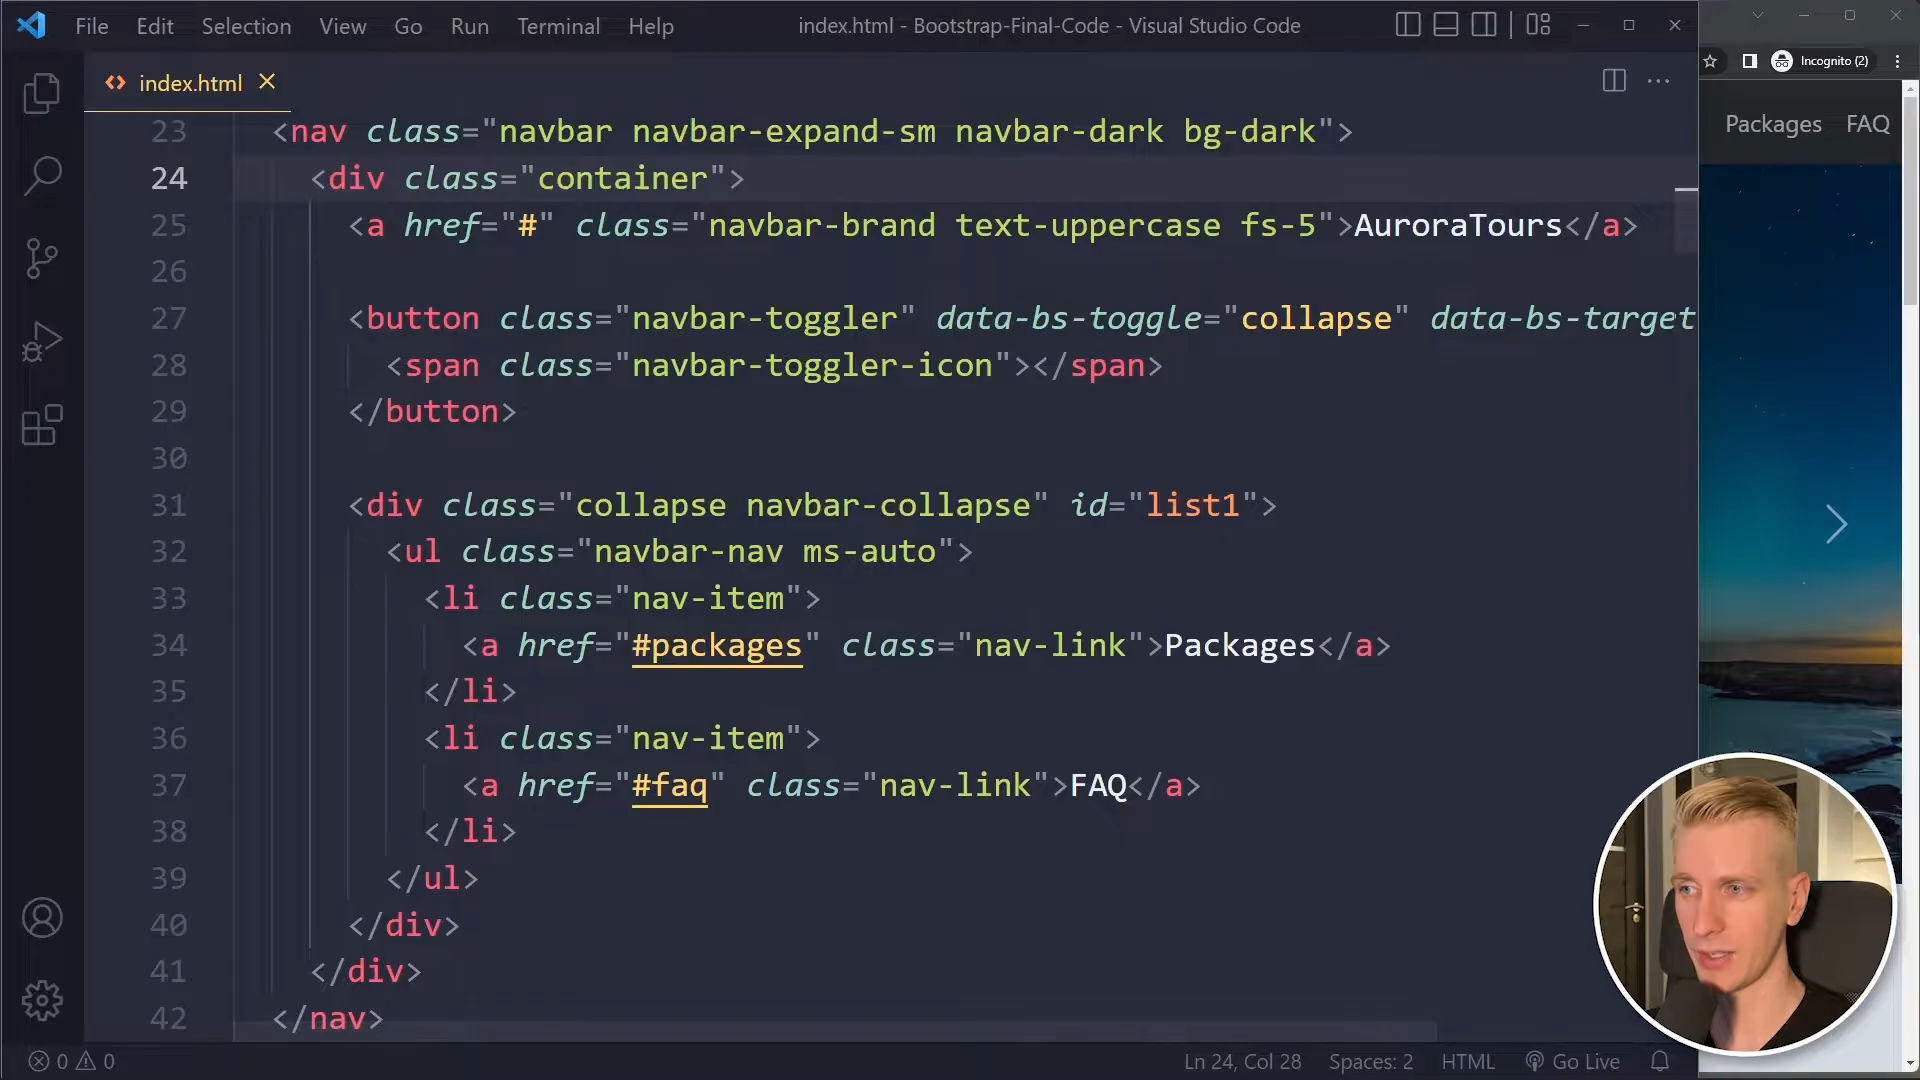 File Edit Selection View Go Run Terminal Help index.html - Bootstrap-Final-Code - Visual Studio Code
Incognito (2)
index.html
Packages FAQ
23 <nav class="navbar navbar-expand-sm navbar-dark bg-dark">
24 <div class="container">
25 <a href="#" class="navbar-brand text-uppercase fs-5">AuroraTours</a>
26
27 <button class="navbar-toggler" data-bs-toggle="collapse" data-bs-target
28 <span class="navbar-toggler-icon"></span>
29 </button>
30
31 <div class="collapse navbar-collapse" id="list1">
32 <ul class="navbar-nav ms-auto">
33 <li class="nav-item">
34 <a href="#packages" class="nav-link">Packages</a>
35 </li>
36 <li class="nav-item">
37 <a href="#faq" class="nav-link">FAQ</a>
38 </li>
39 </ul>
40 </div>
41 </div>
42 </nav>
0 0 Ln 24, Col 28 Spaces: 2 HTML Go Live